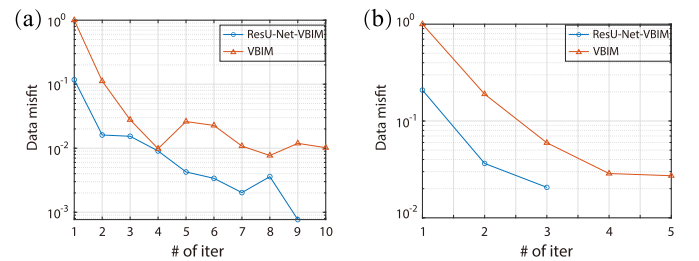 (a)
10^0
10^-1
10^-2
10^-3
Data misfit
ResU-Net-VBIM
VBIM
1 2 3 4 5 6 7 8 9 10
# of iter
(b)
10^0
10^-1
10^-2
Data misfit
ResU-Net-VBIM
VBIM
1 2 3 4 5
# of iter